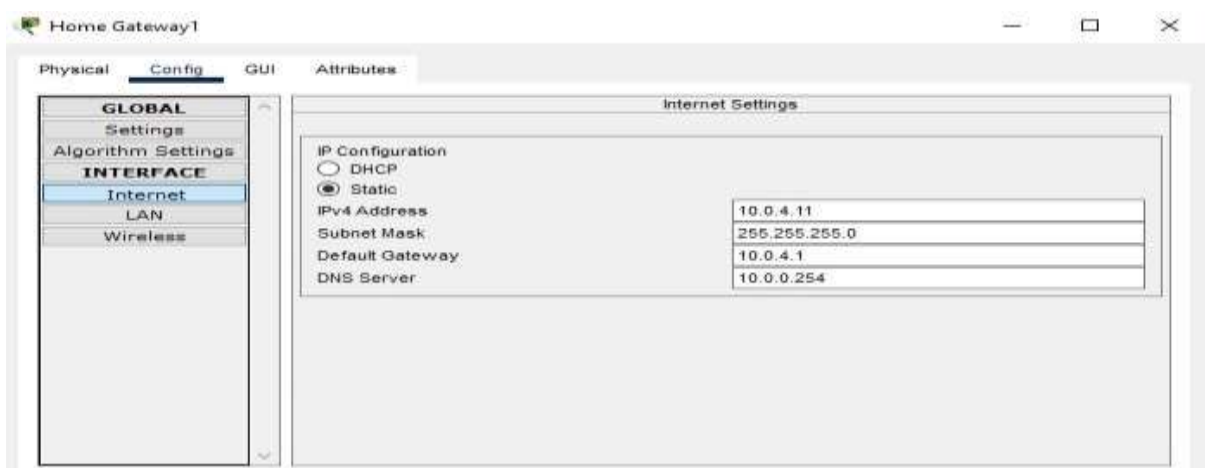 Home Gateway1
Physical Config GUI Attributes
GLOBAL
Settings
Algorithm Settings
INTERFACE
Internet
LAN
Wireless
Internet Settings
IP Configuration
DHCP
Static
IPv4 Address 10.0.4.11
Subnet Mask 255.255.255.0
Default Gateway 10.0.4.1
DNS Server 10.0.0.254